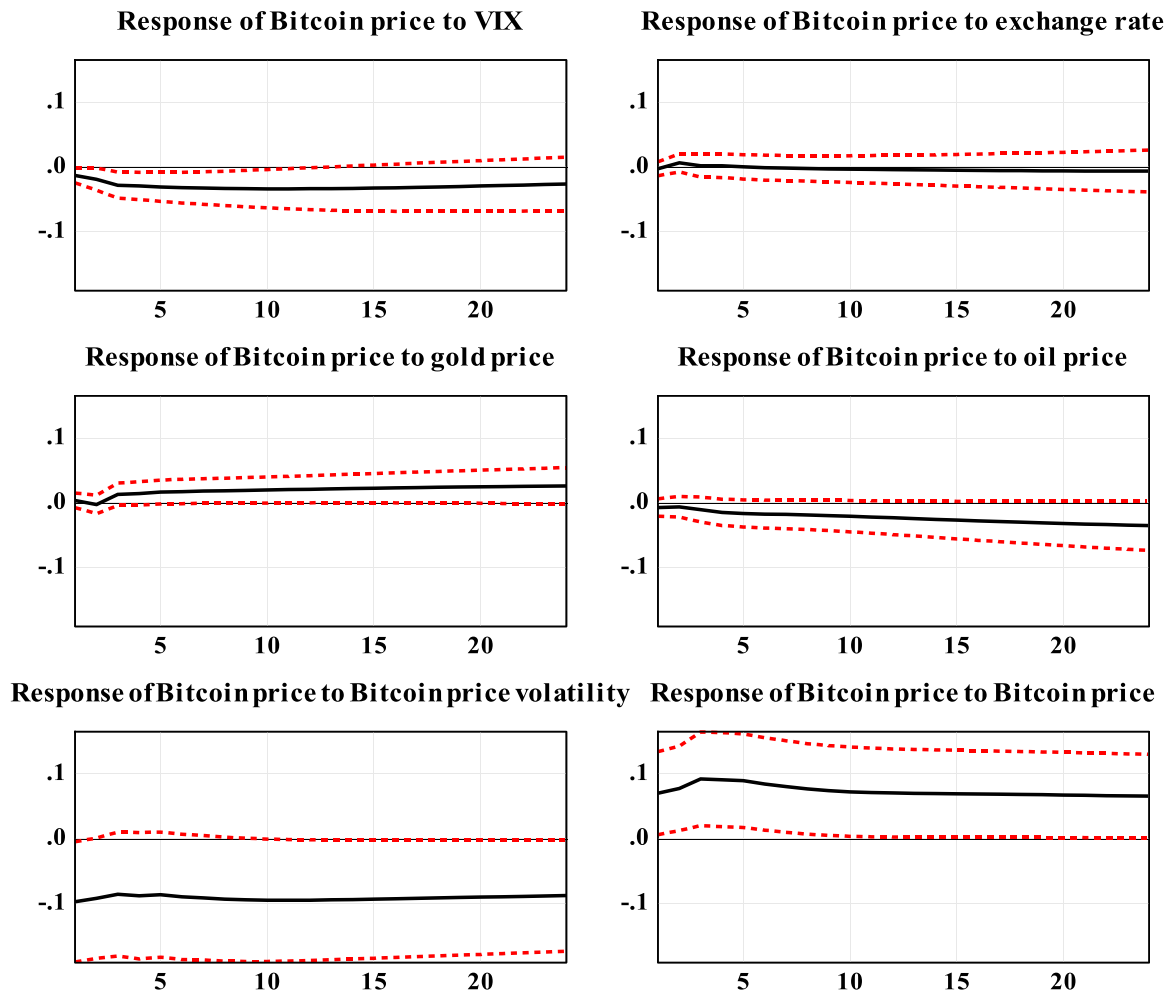 Response of Bitcoin price to VIX
.1
.0
-.1
5 10 15 20
Response of Bitcoin price to exchange rate
.1
.0
-.1
5 10 15 20
Response of Bitcoin price to gold price
.1
.0
-.1
5 10 15 20
Response of Bitcoin price to oil price
.1
.0
-.1
5 10 15 20
Response of Bitcoin price to Bitcoin price volatility
.1
.0
-.1
5 10 15 20
Response of Bitcoin price to Bitcoin price
.1
.0
-.1
5 10 15 20